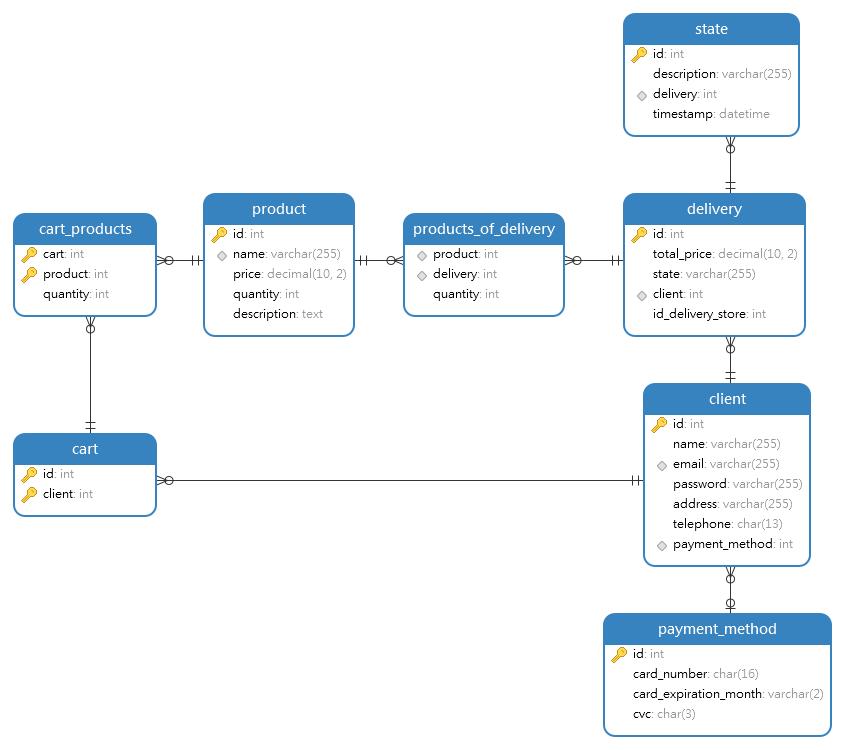 state
id: int
description: varchar(255)
delivery: int
timestamp: datetime
cart_products
cart: int
product: int
quantity: int
product
id: int
name: varchar(255)
price: decimal(10, 2)
quantity: int
description: text
products_of_delivery
product: int
delivery: int
quantity: int
delivery
id: int
total_price: decimal(10, 2)
state: varchar(255)
client: int
id_delivery_store: int
cart
id: int
client: int
client
id: int
name: varchar(255)
email: varchar(255)
password: varchar(255)
address: varchar(255)
telephone: char(13)
payment_method: int
payment_method
id: int
card_number: char(16)
card_expiration_month: varchar(2)
cvc: char(3)